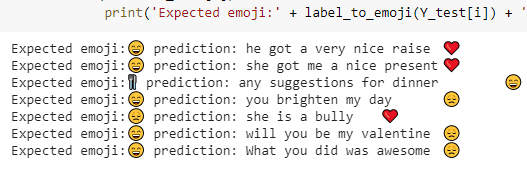 print('Expected emoji:' + label_to_emoji(Y_test[i]) + '
Expected emoji:😄 prediction: he got a very nice raise ❤️
Expected emoji:😄 prediction: she got me a nice present ❤️
Expected emoji:🍴 prediction: any suggestions for dinner 😄
Expected emoji:😄 prediction: you brighten my day 😞
Expected emoji:😞 prediction: she is a bully ❤️
Expected emoji:😄 prediction: will you be my valentine 😞
Expected emoji:😄 prediction: What you did was awesome 😞